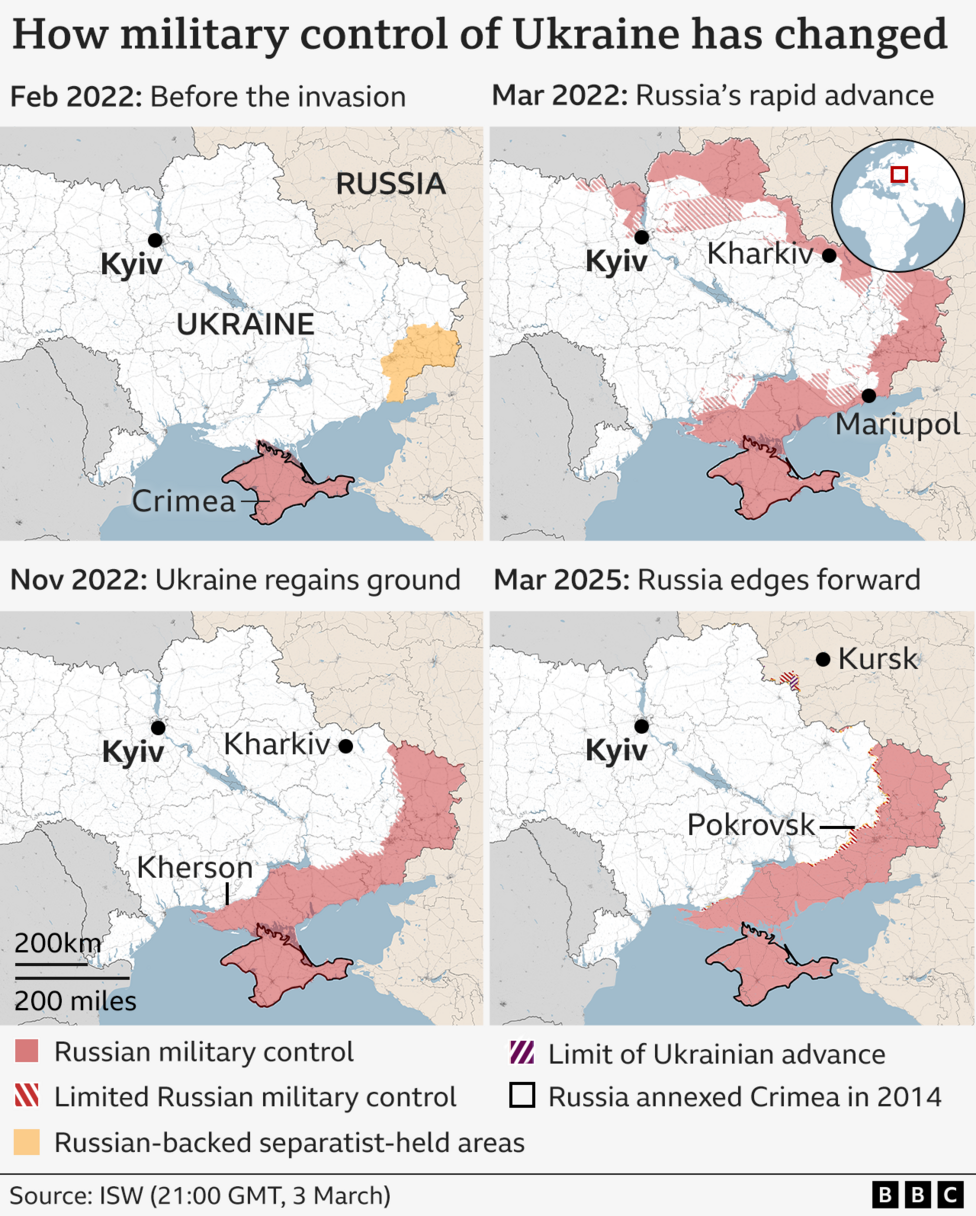 How military control of Ukraine has changed
Feb 2022: Before the invasion
RUSSIA
Kyiv
UKRAINE
Crimea
Mar 2022: Russia's rapid advance
Kyiv
Kharkiv
Mariupol
Nov 2022: Ukraine regains ground
Kyiv
Kharkiv
Kherson
200km
200 miles
Mar 2025: Russia edges forward
Kursk
Kyiv
Pokrovsk
Russian military control
Limited Russian military control
Russian-backed separatist-held areas
Limit of Ukrainian advance
Russia annexed Crimea in 2014
Source: ISW (21:00 GMT, 3 March)
BBC